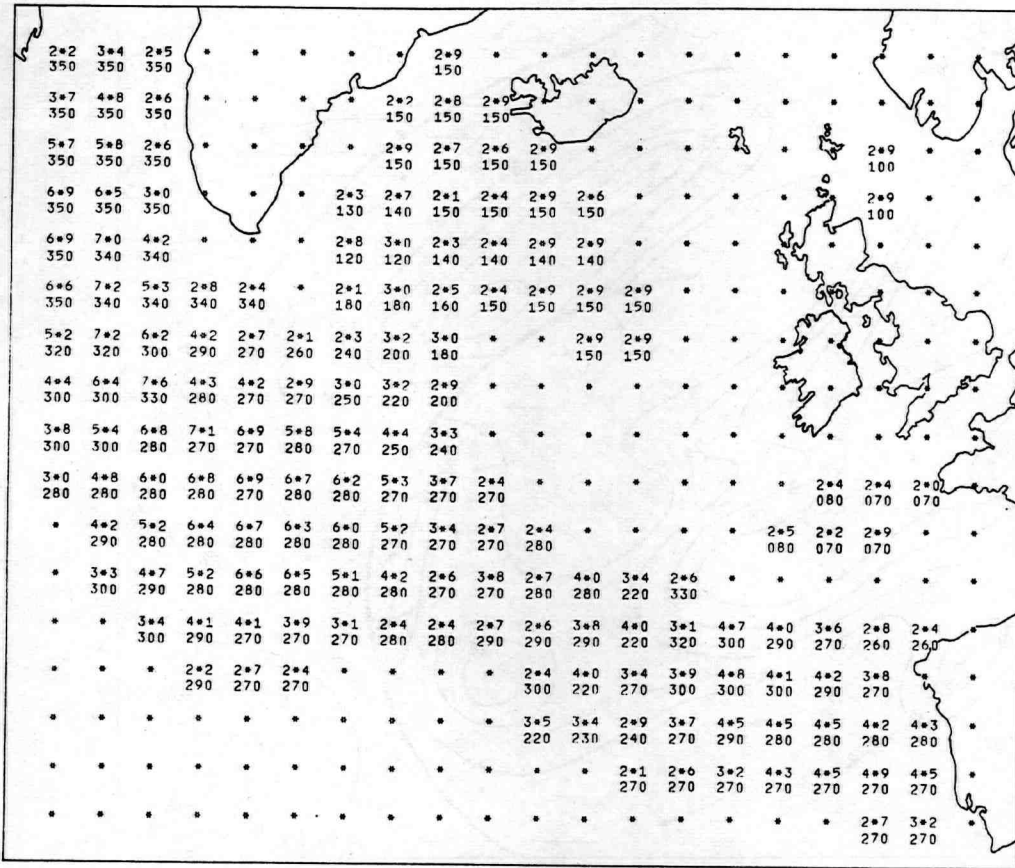 2*2 3*4 2*5 * * * * * 2*9 * * * * * * * * * * *
350 350 350 150
3*7 4*8 2*6 * * * * 2*2 2*8 2*9 * * * * * * * * * *
350 350 350 150 150 150
5*7 5*8 2*6 * * * * 2*9 2*7 2*6 2*9 * * * * * * 2*9 * *
350 350 350 150 150 150 150 100
6*9 6*5 3*0 * * * 2*3 2*7 2*1 2*4 2*9 2*6 * * * * * 2*9 * *
350 350 350 130 140 150 150 150 150 100
6*9 7*0 4*2 * * * 2*8 3*0 2*3 2*4 2*9 2*9 * * * * * * * *
350 340 340 120 120 140 140 140 140
6*6 7*2 5*3 2*8 2*4 * 2*1 3*0 2*5 2*4 2*9 2*9 2*9 * * * * * * *
350 340 340 340 340 180 180 160 150 150 150 150
5*2 7*2 6*2 4*2 2*7 2*1 2*3 3*2 3*0 * * 2*9 2*9 * * * * * * *
320 320 300 290 270 260 240 200 180 150 150
4*4 6*4 7*6 4*3 4*2 2*9 3*0 3*2 2*9 * * * * * * * * * * *
300 300 330 280 270 270 250 220 200
3*8 5*4 6*8 7*1 6*9 5*8 5*4 4*4 3*3 * * * * * * * * * * *
300 300 280 270 270 280 270 250 240
3*0 4*8 6*0 6*8 6*9 6*7 6*2 5*3 3*7 2*4 * * * * * * 2*4 2*4 2*0 *
280 280 280 280 270 280 280 270 270 270 080 070 070
* 4*2 5*2 6*4 6*7 6*3 6*0 5*2 3*4 2*7 2*4 * * * * 2*5 2*2 2*9 * *
290 280 280 280 280 280 270 270 270 280 080 070 070
* 3*3 4*7 5*2 6*6 6*5 5*1 4*2 2*6 3*8 2*7 4*0 3*4 2*6 * * * * * *
300 290 280 280 280 280 280 270 270 280 280 220 330
* * 3*4 4*1 4*1 3*9 3*1 2*4 2*4 2*7 2*6 3*8 4*0 3*1 4*7 4*0 3*6 2*8 2*4 *
300 290 270 270 270 280 280 290 290 290 220 320 300 290 270 260 260
* * * 2*2 2*7 2*4 * * * * 2*4 4*0 3*4 3*9 4*8 4*1 4*2 3*8 * *
290 270 270 300 220 270 300 300 300 290 270
* * * * * * * * * * 3*5 3*4 2*9 3*7 4*5 4*5 4*5 4*2 4*3 *
220 230 240 270 290 280 280 280 280
* * * * * * * * * * * * 2*1 2*6 3*2 4*3 4*5 4*9 4*5 *
270 270 270 270 270 270 270
* * * * * * * * * * * * * * * * * 2*7 3*2 *
270 270